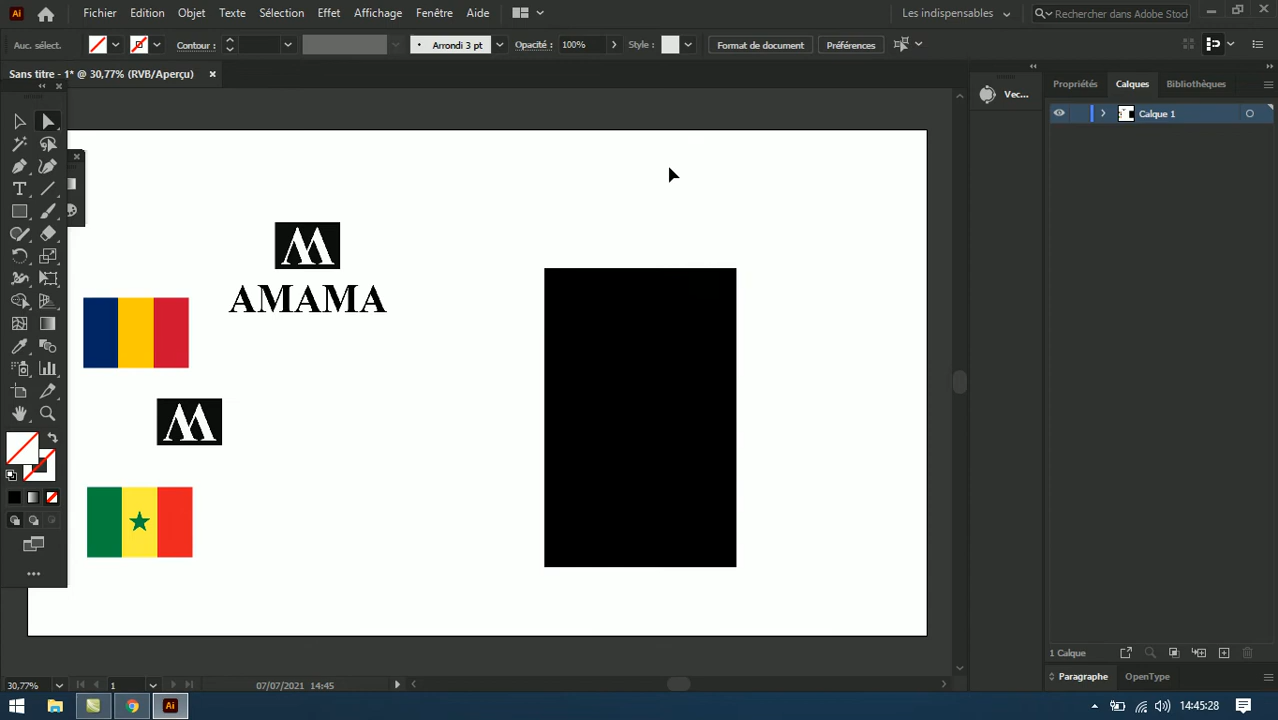 Ai Fichier Edition Objet Texte Sélection Effet Affichage Fenêtre Aide Les indispensables Rechercher dans Adobe Stock
Auc. sélect. Contour : Arrondi 3 pt Opacité : 100% Style : Format de document Préférences
Sans titre - 1* @ 30,77% (RVB/Aperçu)
Propriétés Calques Bibliothèques
Vec...
Calque 1
AMAMA
1 Calque
Paragraphe OpenType
30,77% 1 07/07/2021 14:45
Ai 14:45:28